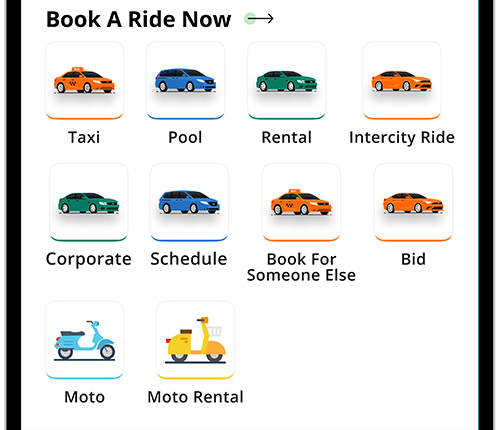 Book A Ride Now
Taxi
Pool
Rental
Intercity Ride
Corporate
Schedule
Book For
Someone Else
Bid
Moto
Moto Rental